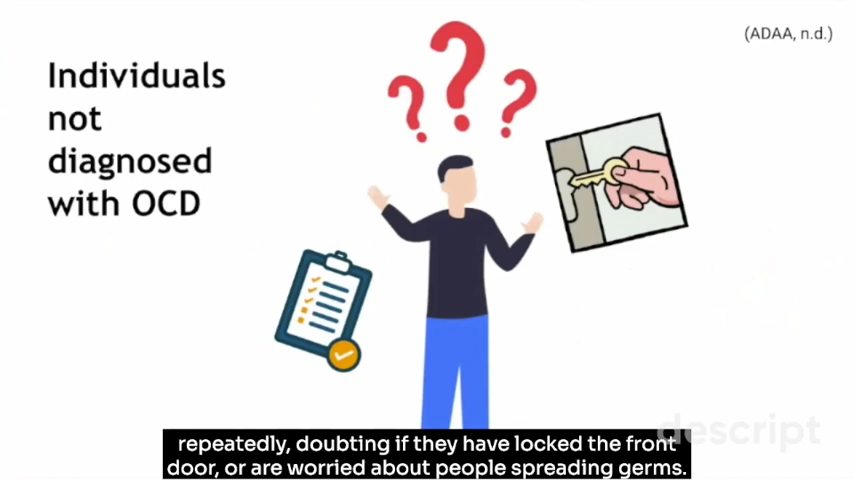 (ADAA, n.d.)
Individuals
not
diagnosed
with OCD
repeatedly, doubting if they have locked the front
door, or are worried about people spreading germs.
descript